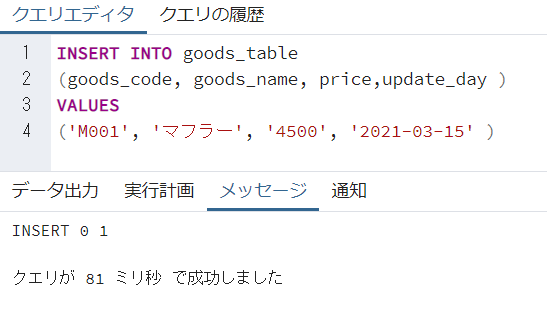 クエリエディタ クエリの履歴
1 INSERT INTO goods_table
2 (goods_code, goods_name, price,update_day )
3 VALUES
4 ('M001', 'マフラー', '4500', '2021-03-15' )
データ出力 実行計画 メッセージ 通知
INSERT 0 1
クエリが 81 ミリ秒 で成功しました